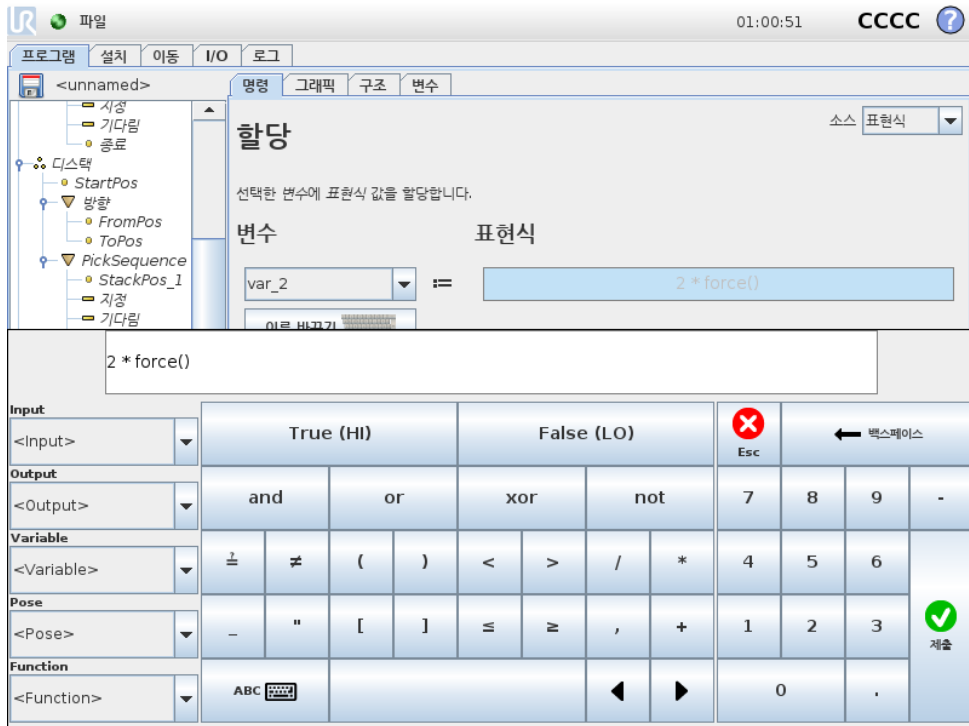 UR 파일 01:00:51 CCCC ?
프로그램 설치 이동 I/O 로그
<unnamed> 명령 그래픽 구조 변수
지정
기다림
종료
디스택
StartPos
방향
FromPos
ToPos
PickSequence
StackPos_1
지정
기다림
할당
소스 표현식
선택한 변수에 표현식 값을 할당합니다.
변수 표현식
var_2 := 2 * force()
이름 바꾸기
2 * force()
Input
<Input>
True (HI) False (LO) Esc 백스페이스
Output
<Output>
and or xor not 7 8 9 -
Variable
<Variable>
≟ ≠ ( ) < > / * 4 5 6
Pose
<Pose>
_ " [ ] ≤ ≥ , + 1 2 3 제출
Function
<Function>
ABC 0 .